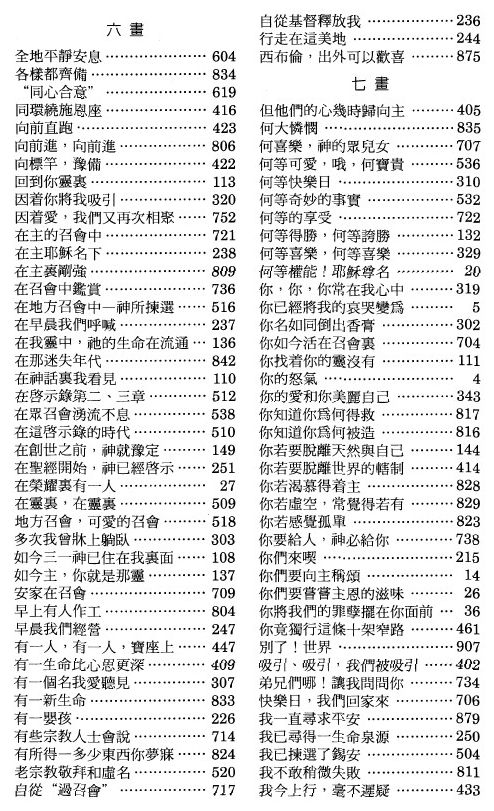 六 畫
全地平靜安息 ⋯⋯ 604
各樣都齊備 ⋯⋯ 834
“同心合意” ⋯⋯ 619
同環繞施恩座 ⋯⋯ 416
向前直跑 ⋯⋯ 423
向前進，向前進 ⋯⋯ 806
向標竿，豫備 ⋯⋯ 422
回到你靈裏 ⋯⋯ 113
因着你將我吸引 ⋯⋯ 320
因着愛，我們又再次相聚 ⋯⋯ 752
在主的召會中 ⋯⋯ 721
在主耶穌名下 ⋯⋯ 238
在主裏剛強 ⋯⋯ 809
在召會中鑑賞 ⋯⋯ 736
在地方召會中─神所揀選 ⋯⋯ 516
在早晨我們呼喊 ⋯⋯ 237
在我靈中，祂的生命在流通 ⋯ 136
在那迷失年代 ⋯⋯ 842
在神話裏我看見 ⋯⋯ 110
在啓示錄第二、三章 ⋯⋯ 512
在眾召會湧流不息 ⋯⋯ 538
在這啓示錄的時代 ⋯⋯ 510
在創世之前，神就豫定 ⋯⋯ 149
在聖經開始，神已經啓示 ⋯⋯ 251
在榮耀裏有一人 ⋯⋯ 27
在靈裏，在靈裏 ⋯⋯ 509
地方召會，可愛的召會 ⋯⋯ 518
多次我曾牀上躺臥 ⋯⋯ 303
如今三一神已住在我裏面 ⋯⋯ 108
如今主，你就是那靈 ⋯⋯ 137
安家在召會 ⋯⋯ 709
早上有人作工 ⋯⋯ 804
早晨我們經營 ⋯⋯ 247
有一人，有一人，寶座上 ⋯⋯ 447
有一生命比心思更深 ⋯⋯ 409
有一個名我愛聽見 ⋯⋯ 307
有一新生命 ⋯⋯ 833
有一嬰孩 ⋯⋯ 226
有些宗教人士會說 ⋯⋯ 714
有所得─多少東西你夢寐 ⋯⋯ 824
老宗教敬拜和虛名 ⋯⋯ 520
自從“過召會” ⋯⋯ 717
自從基督釋放我 ⋯⋯ 236
行走在這美地 ⋯⋯ 244
西布倫，出外可以歡喜 ⋯⋯ 875
七 畫
但他們的心幾時歸向主 ⋯⋯ 405
何大憐憫 ⋯⋯ 835
何喜樂，神的眾兒女 ⋯⋯ 707
何等可愛，哦，何寶貴 ⋯⋯ 536
何等快樂日 ⋯⋯ 310
何等奇妙的事實 ⋯⋯ 532
何等的享受 ⋯⋯ 722
何等得勝，何等誇勝 ⋯⋯ 132
何等喜樂，何等喜樂 ⋯⋯ 329
何等權能！耶穌尊名 ⋯⋯ 20
你，你，你常在我心中 ⋯⋯ 319
你已經將我的哀哭變爲 ⋯⋯ 5
你名如同倒出香膏 ⋯⋯ 302
你如今活在召會裏 ⋯⋯ 704
你找着你的靈沒有 ⋯⋯ 111
你的怒氣 ⋯⋯ 4
你的愛和你美麗自己 ⋯⋯ 343
你知道你爲何得救 ⋯⋯ 817
你知道你爲何被造 ⋯⋯ 816
你若要脫離天然與自己 ⋯⋯ 144
你若要脫離世界的轄制 ⋯⋯ 414
你若渴慕得着主 ⋯⋯ 828
你若虛空，常覺得若有 ⋯⋯ 829
你若感覺孤單 ⋯⋯ 823
你要給人，神必給你 ⋯⋯ 738
你們來喫 ⋯⋯ 215
你們要向主稱頌 ⋯⋯ 14
你們要嘗嘗主恩的滋味 ⋯⋯ 26
你將我們的罪孽擺在你面前 ⋯ 36
你竟獨行這條十架窄路 ⋯⋯ 461
別了！世界 ⋯⋯ 907
吸引、吸引，我們被吸引 ⋯⋯ 402
弟兄們哪！讓我問問你 ⋯⋯ 734
快樂日，我們回家來 ⋯⋯ 706
我一直尋求平安 ⋯⋯ 879
我已尋得一生命泉源 ⋯⋯ 250
我已揀選了錫安 ⋯⋯ 504
我不敢稍微失敗 ⋯⋯ 811
我今上行，毫不遲疑 ⋯⋯ 433